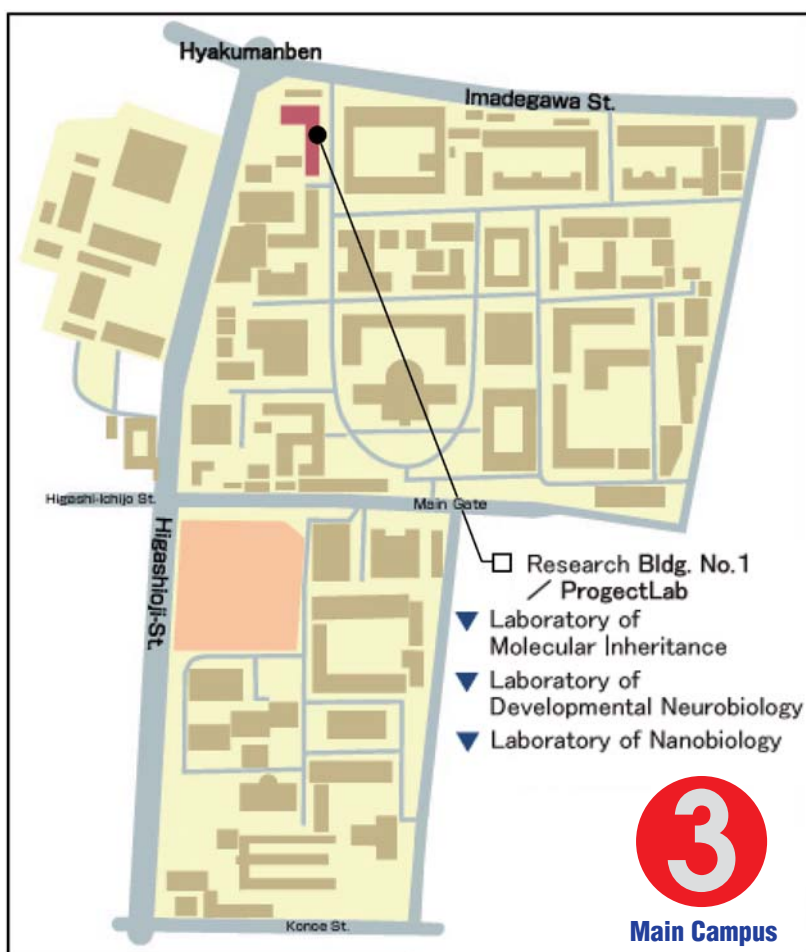 Hyakumanben
Imadegawa St.
Higashi-Ichijo St.
Main Gate
Higashioji-St.
Research Bldg. No.1
/ ProgectLab
Laboratory of
Molecular Inheritance
Laboratory of
Developmental Neurobiology
Laboratory of Nanobiology
Konoe St.
3
Main Campus